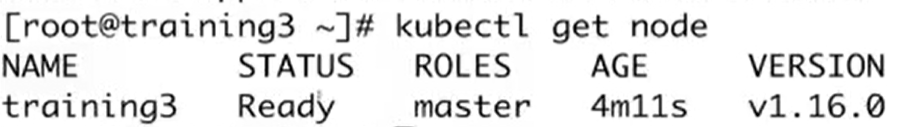 [root@training3 ~]# kubectl get node
NAME STATUS ROLES AGE VERSION
training3 Ready master 4m11s v1.16.0